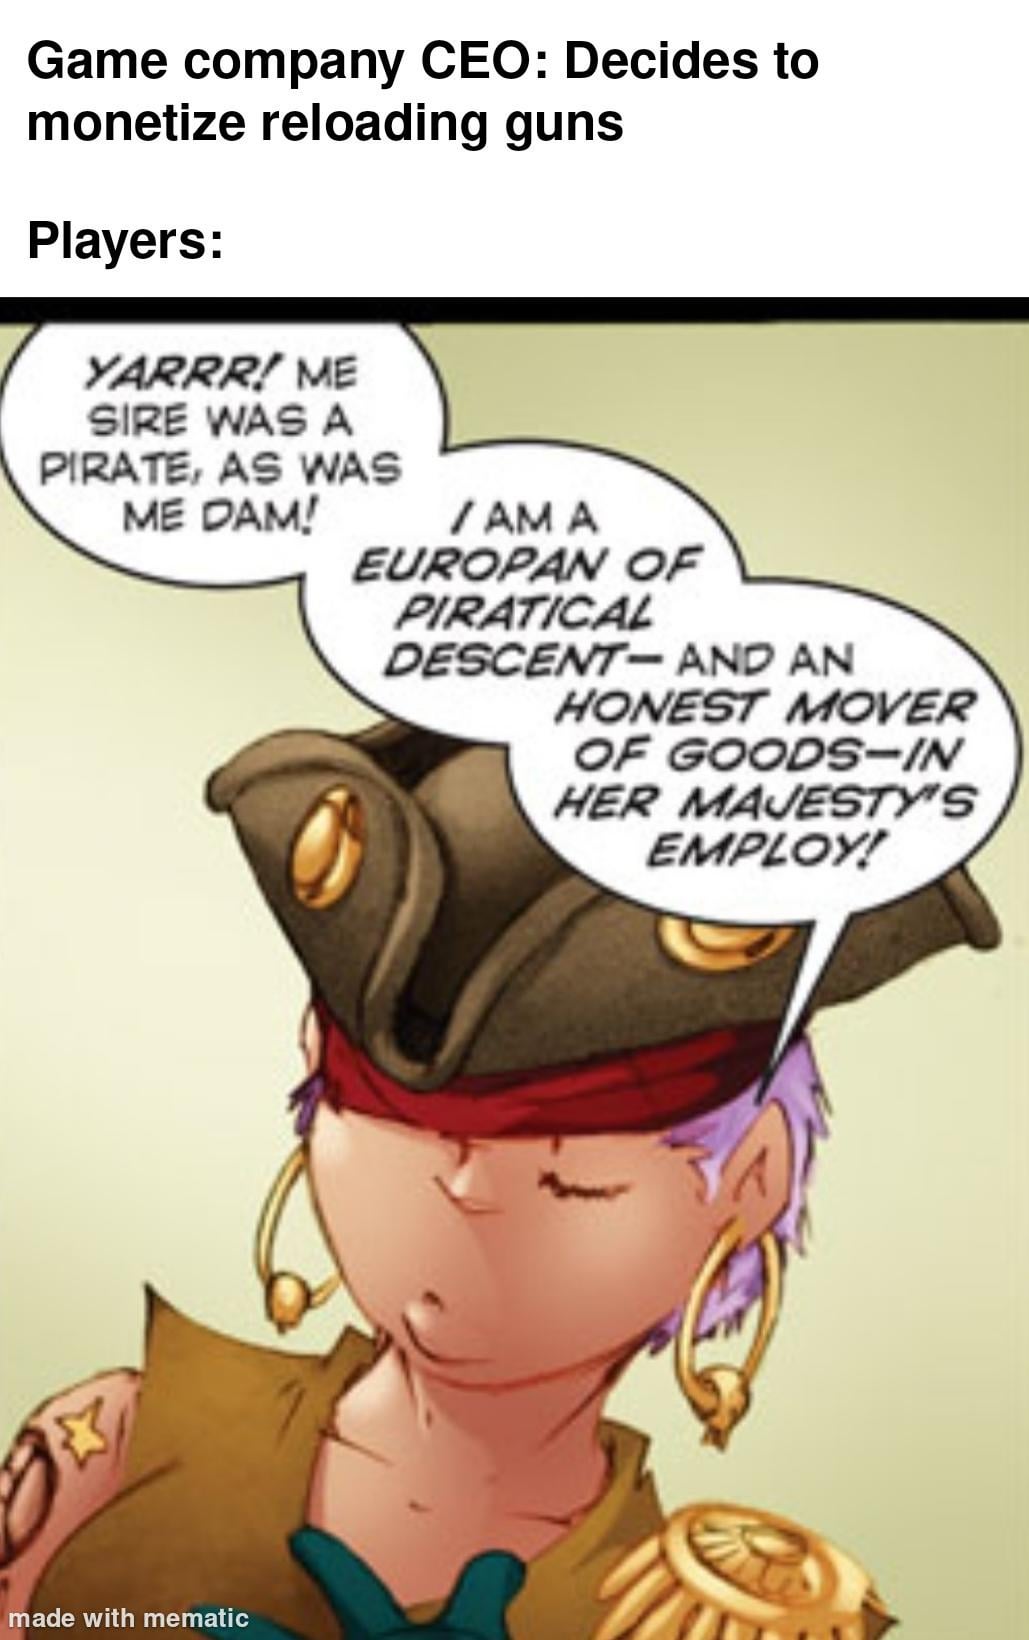 Game company CEO: Decides to
monetize reloading guns
Players:
YARRR! ME
SIRE WAS A
PIRATE, AS WAS
ME DAM!
I AM A
EUROPAN OF
PIRATICAL
DESCENT— AND AN
HONEST MOVER
OF GOODS—IN
HER MAJESTY'S
EMPLOY!
made with mematic